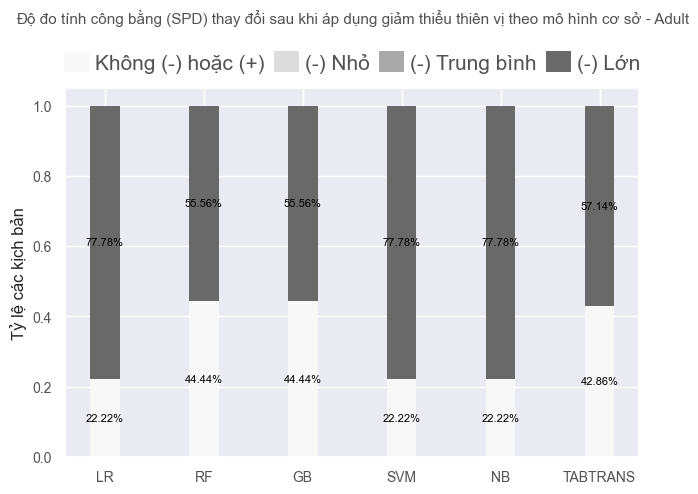 Độ đo tính công bằng (SPD) thay đổi sau khi áp dụng giảm thiểu thiên vị theo mô hình cơ sở - Adult
Không (-) hoặc (+) (-) Nhỏ (-) Trung bình (-) Lớn
Tỷ lệ các kịch bản
1.0
0.8
0.6
0.4
0.2
0.0
77.78% 55.56% 55.56% 77.78% 77.78% 57.14%
22.22% 44.44% 44.44% 22.22% 22.22% 42.86%
LR RF GB SVM NB TABTRANS